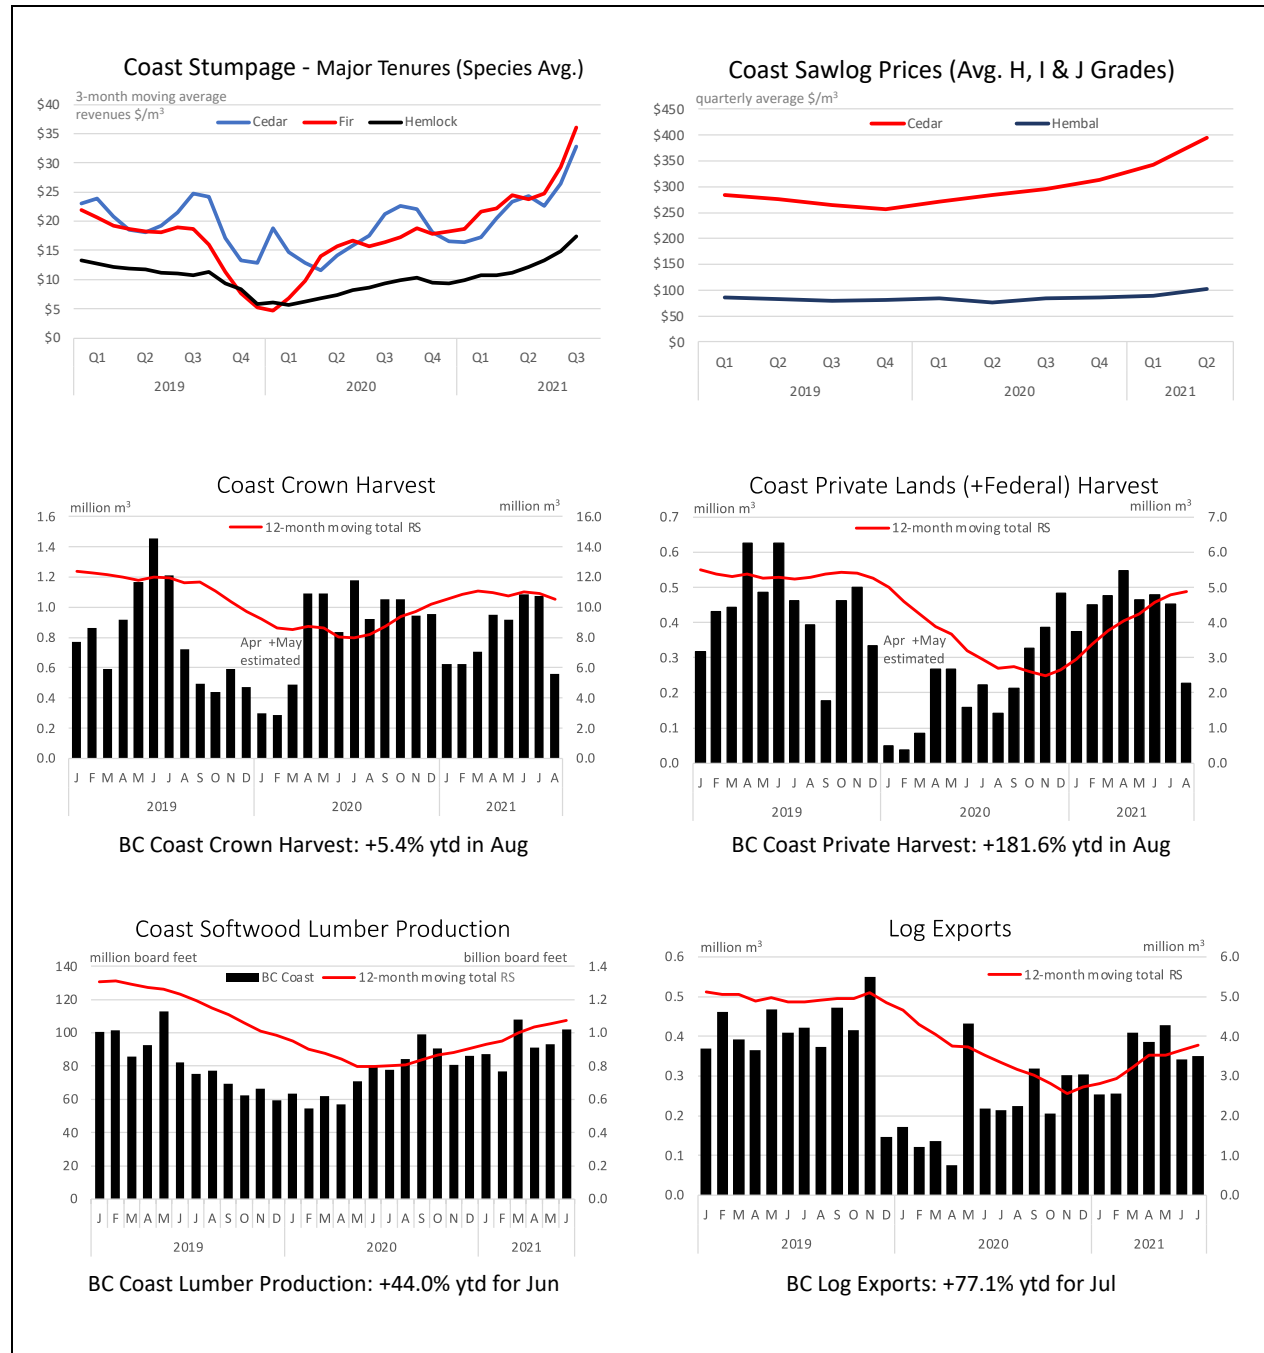 Coast Stumpage - Major Tenures (Species Avg.)
3-month moving average
revenues $/m³
Cedar Fir Hemlock
$40
$35
$30
$25
$20
$15
$10
$5
$0
Q1 Q2 Q3 Q4 Q1 Q2 Q3 Q4 Q1 Q2 Q3
2019 2020 2021
Coast Sawlog Prices (Avg. H, I & J Grades)
quarterly average $/m³
Cedar Hembal
$450
$400
$350
$300
$250
$200
$150
$100
$50
$0
Q1 Q2 Q3 Q4 Q1 Q2 Q3 Q4 Q1 Q2
2019 2020 2021
Coast Crown Harvest
million m³ million m³
12-month moving total RS
1.6 16.0
1.4 14.0
1.2 12.0
1.0 10.0
0.8 8.0
0.6 6.0
0.4 4.0
0.2 2.0
0.0 0.0
Apr +May
estimated
J F M A M J J A S O N D J F M A M J J A S O N D J F M A M J J A
2019 2020 2021
BC Coast Crown Harvest: +5.4% ytd in Aug
Coast Private Lands (+Federal) Harvest
million m³ million m³
12-month moving total RS
0.7 7.0
0.6 6.0
0.5 5.0
0.4 4.0
0.3 3.0
0.2 2.0
0.1 1.0
0.0 0.0
Apr +May
estimated
J F M A M J J A S O N D J F M A M J J A S O N D J F M A M J J A
2019 2020 2021
BC Coast Private Harvest: +181.6% ytd in Aug
Coast Softwood Lumber Production
million board feet billion board feet
BC Coast 12-month moving total RS
140 1.4
120 1.2
100 1.0
80 0.8
60 0.6
40 0.4
20 0.2
0 0.0
J F M A M J J A S O N D J F M A M J J A S O N D J F M A M J
2019 2020 2021
BC Coast Lumber Production: +44.0% ytd for Jun
Log Exports
million m³ million m³
12-month moving total RS
0.6 6.0
0.5 5.0
0.4 4.0
0.3 3.0
0.2 2.0
0.1 1.0
0.0 0.0
J F M A M J J A S O N D J F M A M J J A S O N D J F M A M J J
2019 2020 2021
BC Log Exports: +77.1% ytd for Jul